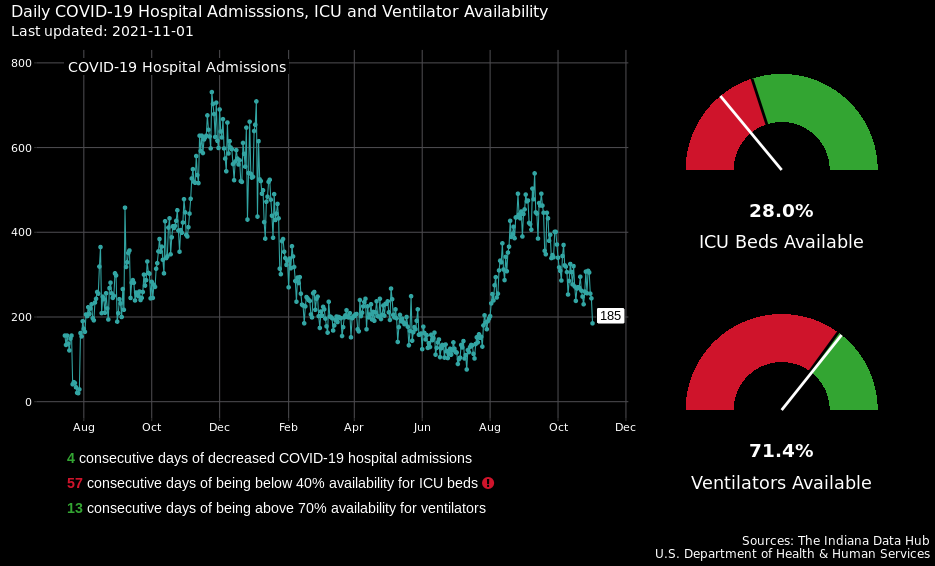 Daily COVID-19 Hospital Admisssions, ICU and Ventilator Availability
Last updated: 2021-11-01
COVID-19 Hospital Admissions
800
600
400
200
0
Aug
Oct
Dec
Feb
Apr
Jun
Aug
Oct
Dec
185
28.0%
ICU Beds Available
71.4%
Ventilators Available
4 consecutive days of decreased COVID-19 hospital admissions
57 consecutive days of being below 40% availability for ICU beds
13 consecutive days of being above 70% availability for ventilators
Sources: The Indiana Data Hub
U.S. Department of Health & Human Services